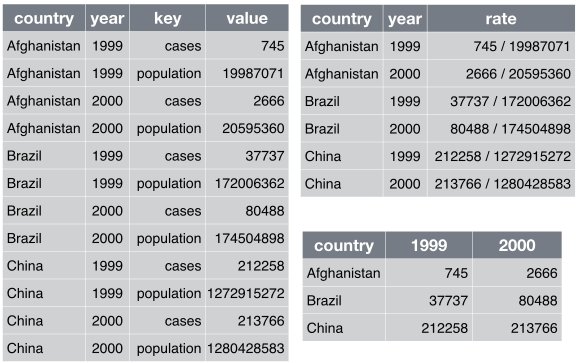 country year key value
Afghanistan 1999 cases 745
Afghanistan 1999 population 19987071
Afghanistan 2000 cases 2666
Afghanistan 2000 population 20595360
Brazil 1999 cases 37737
Brazil 1999 population 172006362
Brazil 2000 cases 80488
Brazil 2000 population 174504898
China 1999 cases 212258
China 1999 population 1272915272
China 2000 cases 213766
China 2000 population 1280428583
country year rate
Afghanistan 1999 745 / 19987071
Afghanistan 2000 2666 / 20595360
Brazil 1999 37737 / 172006362
Brazil 2000 80488 / 174504898
China 1999 212258 / 1272915272
China 2000 213766 / 1280428583
country 1999 2000
Afghanistan 745 2666
Brazil 37737 80488
China 212258 213766